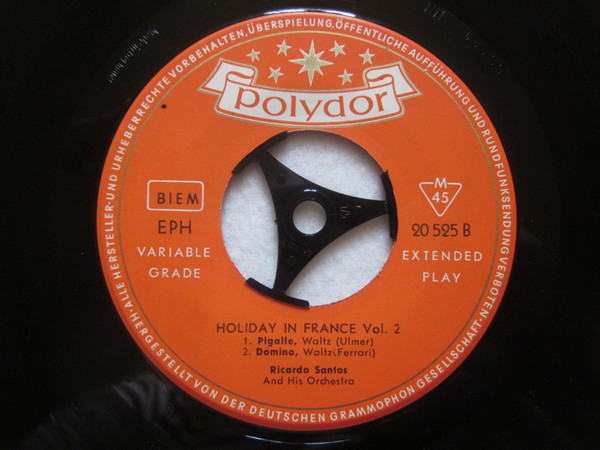 ALLE HERSTELLER-UND URHEBERRECHTE VORBEHALTEN, ÜBERSPIELUNG, ÖFFENTLICHE AUFFÜHRUNG UND RUNDFUNKSENDUNG VERBOTEN·
polydor
BIEM
M
45
EPH
20 525 B
VARIABLE
GRADE
EXTENDED
PLAY
HOLIDAY IN FRANCE Vol. 2
1. Pigalle, Waltz (Ulmer)
2. Domino, Waltz(Ferrari)
Ricardo Santos
And His Orchestra
HERGESTELLT VON DER DEUTSCHEN GRAMMOPHON GESELLSCHAFT·